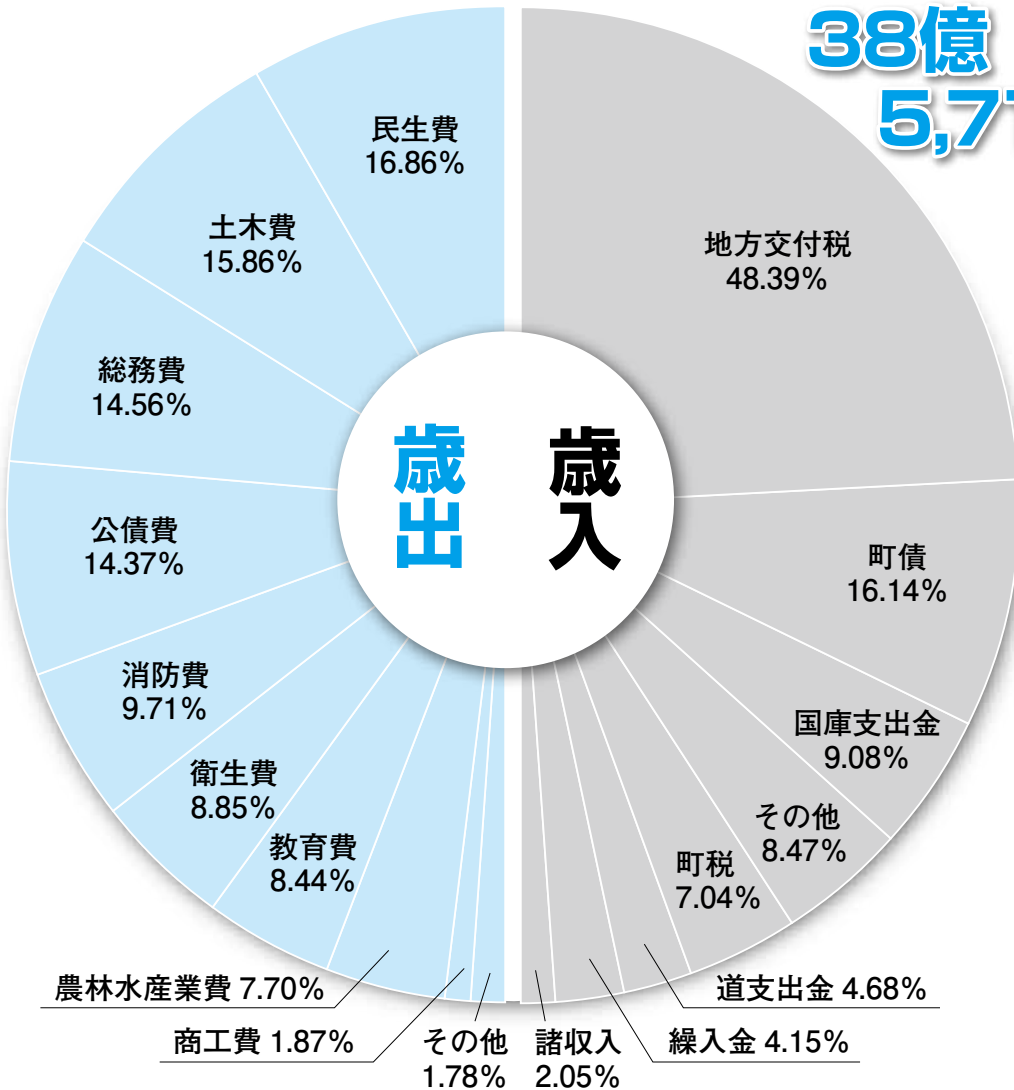 38億
5,7
民生費
16.86%
土木費
15.86%
総務費
14.56%
公債費
14.37%
消防費
9.71%
衛生費
8.85%
教育費
8.44%
農林水産業費 7.70%
商工費 1.87%
その他
1.78%
歳出
歳入
地方交付税
48.39%
町債
16.14%
国庫支出金
9.08%
その他
8.47%
町税
7.04%
道支出金 4.68%
繰入金 4.15%
諸収入
2.05%